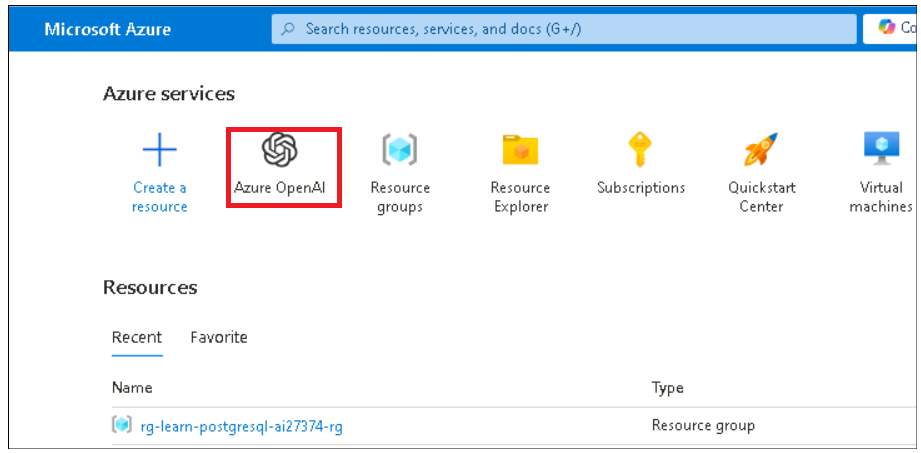 Microsoft Azure
Search resources, services, and docs (G+/)
Co
Azure services
Create a resource
Azure OpenAI
Resource groups
Resource Explorer
Subscriptions
Quickstart Center
Virtual machines
Resources
Recent Favorite
Name Type
rg-learn-postgresql-ai27374-rg Resource group